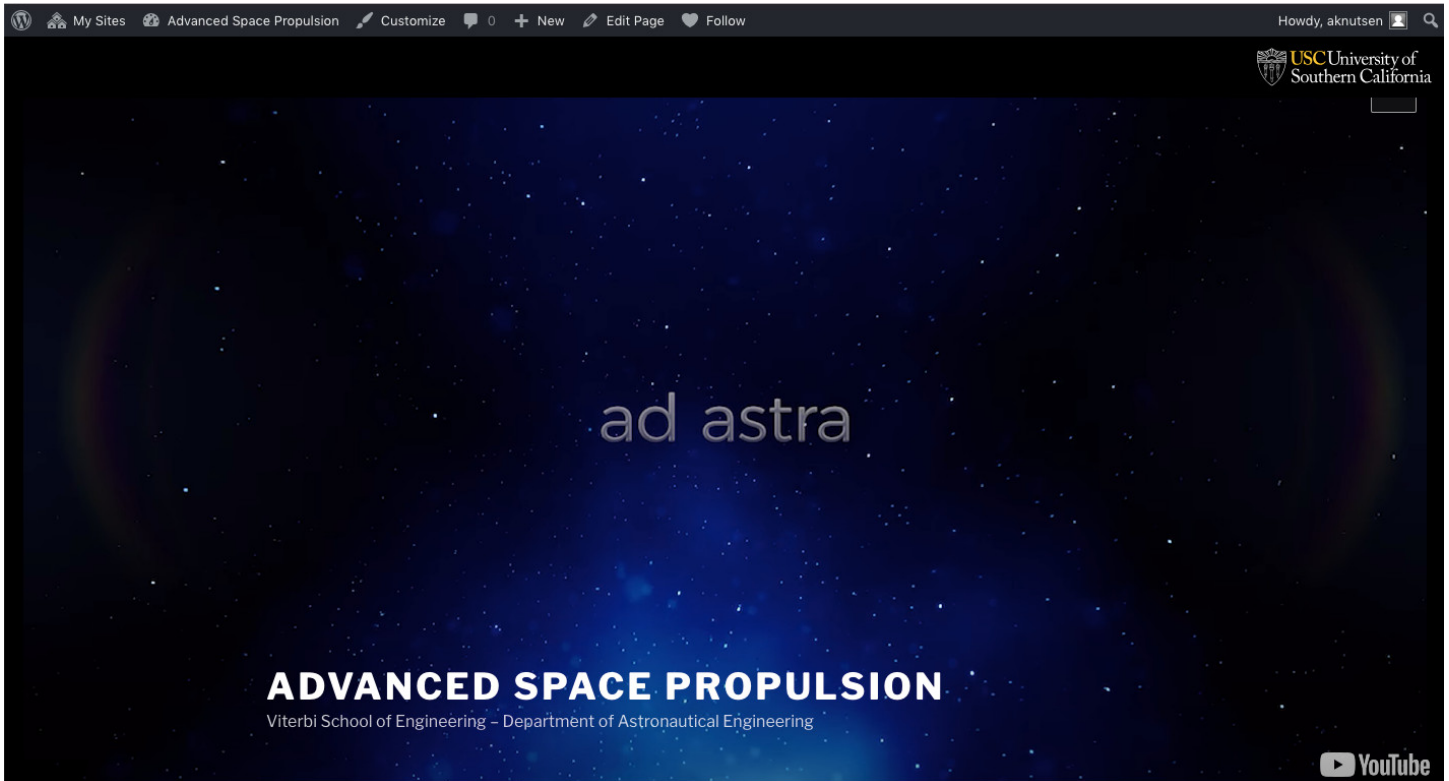 My Sites Advanced Space Propulsion Customize 0 New Edit Page Follow Howdy, aknutsen
USC University of
Southern California
ad astra
ADVANCED SPACE PROPULSION
Viterbi School of Engineering – Department of Astronautical Engineering
YouTube